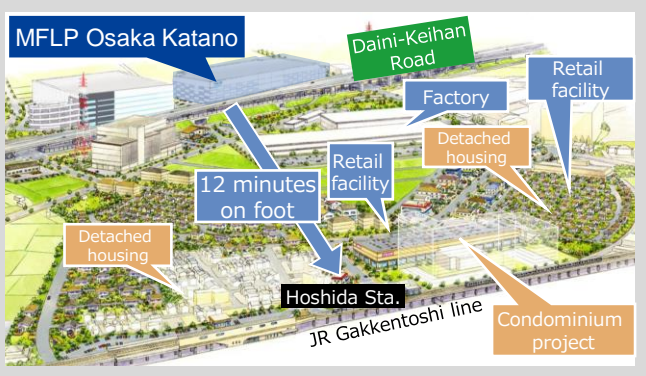 MFLP Osaka Katano
Daini-Keihan
Road
Retail
facility
Factory
Detached
housing
Retail
facility
12 minutes
on foot
Detached
housing
Hoshida Sta.
JR Gakkentoshi line
Condominium
project